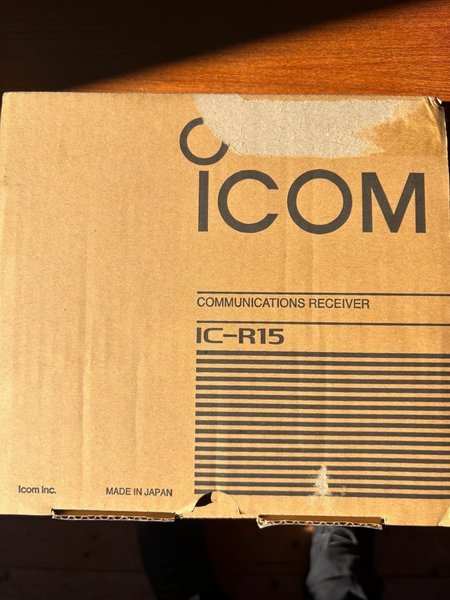 ICOM
COMMUNICATIONS RECEIVER
IC-R15
Icom Inc.
MADE IN JAPAN